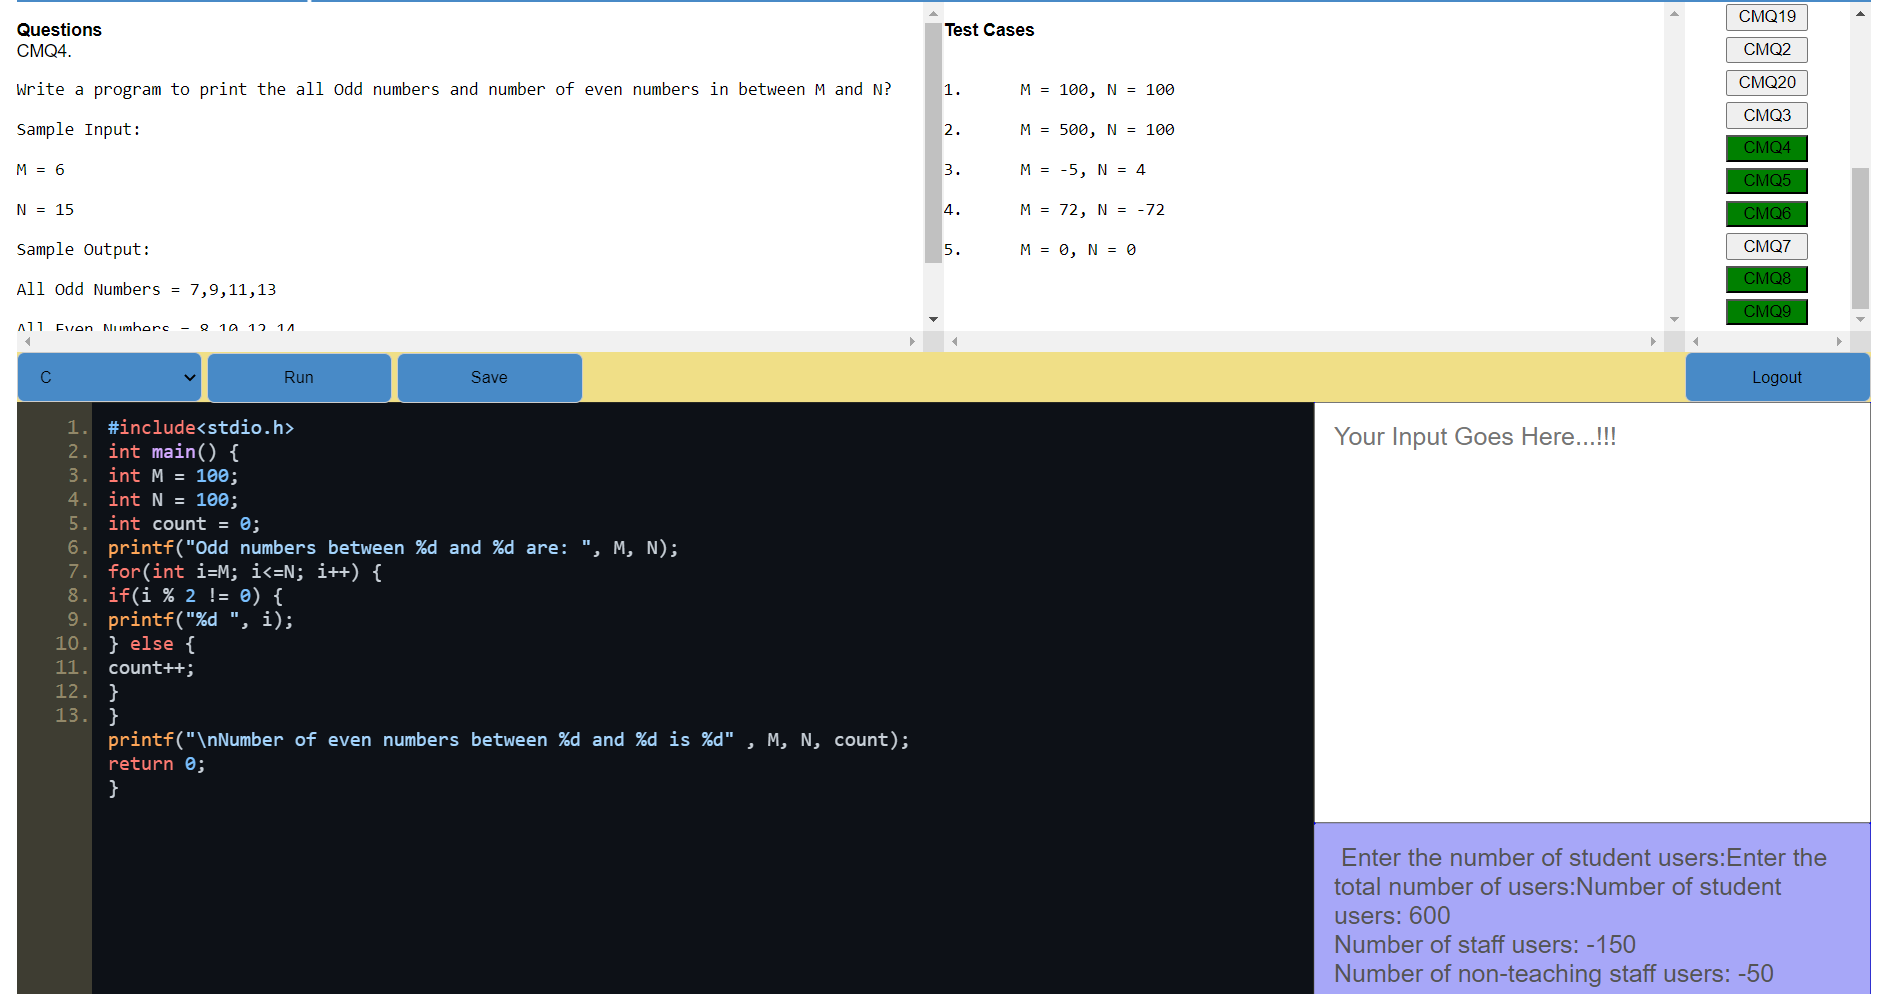 Questions
CMQ4.
Write a program to print the all Odd numbers and number of even numbers in between M and N?
Sample Input:
M = 6
N = 15
Sample Output:
All Odd Numbers = 7,9,11,13
All Even Numbers = 8,10,12,14
Test Cases
1. M = 100, N = 100
2. M = 500, N = 100
3. M = -5, N = 4
4. M = 72, N = -72
5. M = 0, N = 0
CMQ19
CMQ2
CMQ20
CMQ3
CMQ4
CMQ5
CMQ6
CMQ7
CMQ8
CMQ9
C
Run
Save
Logout
1. #include<stdio.h>
2. int main() {
3. int M = 100;
4. int N = 100;
5. int count = 0;
6. printf("Odd numbers between %d and %d are: ", M, N);
7. for(int i=M; i<=N; i++) {
8. if(i % 2 != 0) {
9. printf("%d ", i);
10. } else {
11. count++;
12. }
13. }
printf("\nNumber of even numbers between %d and %d is %d" , M, N, count);
return 0;
}
Your Input Goes Here...!!!
Enter the number of student users:Enter the
total number of users:Number of student
users: 600
Number of staff users: -150
Number of non-teaching staff users: -50